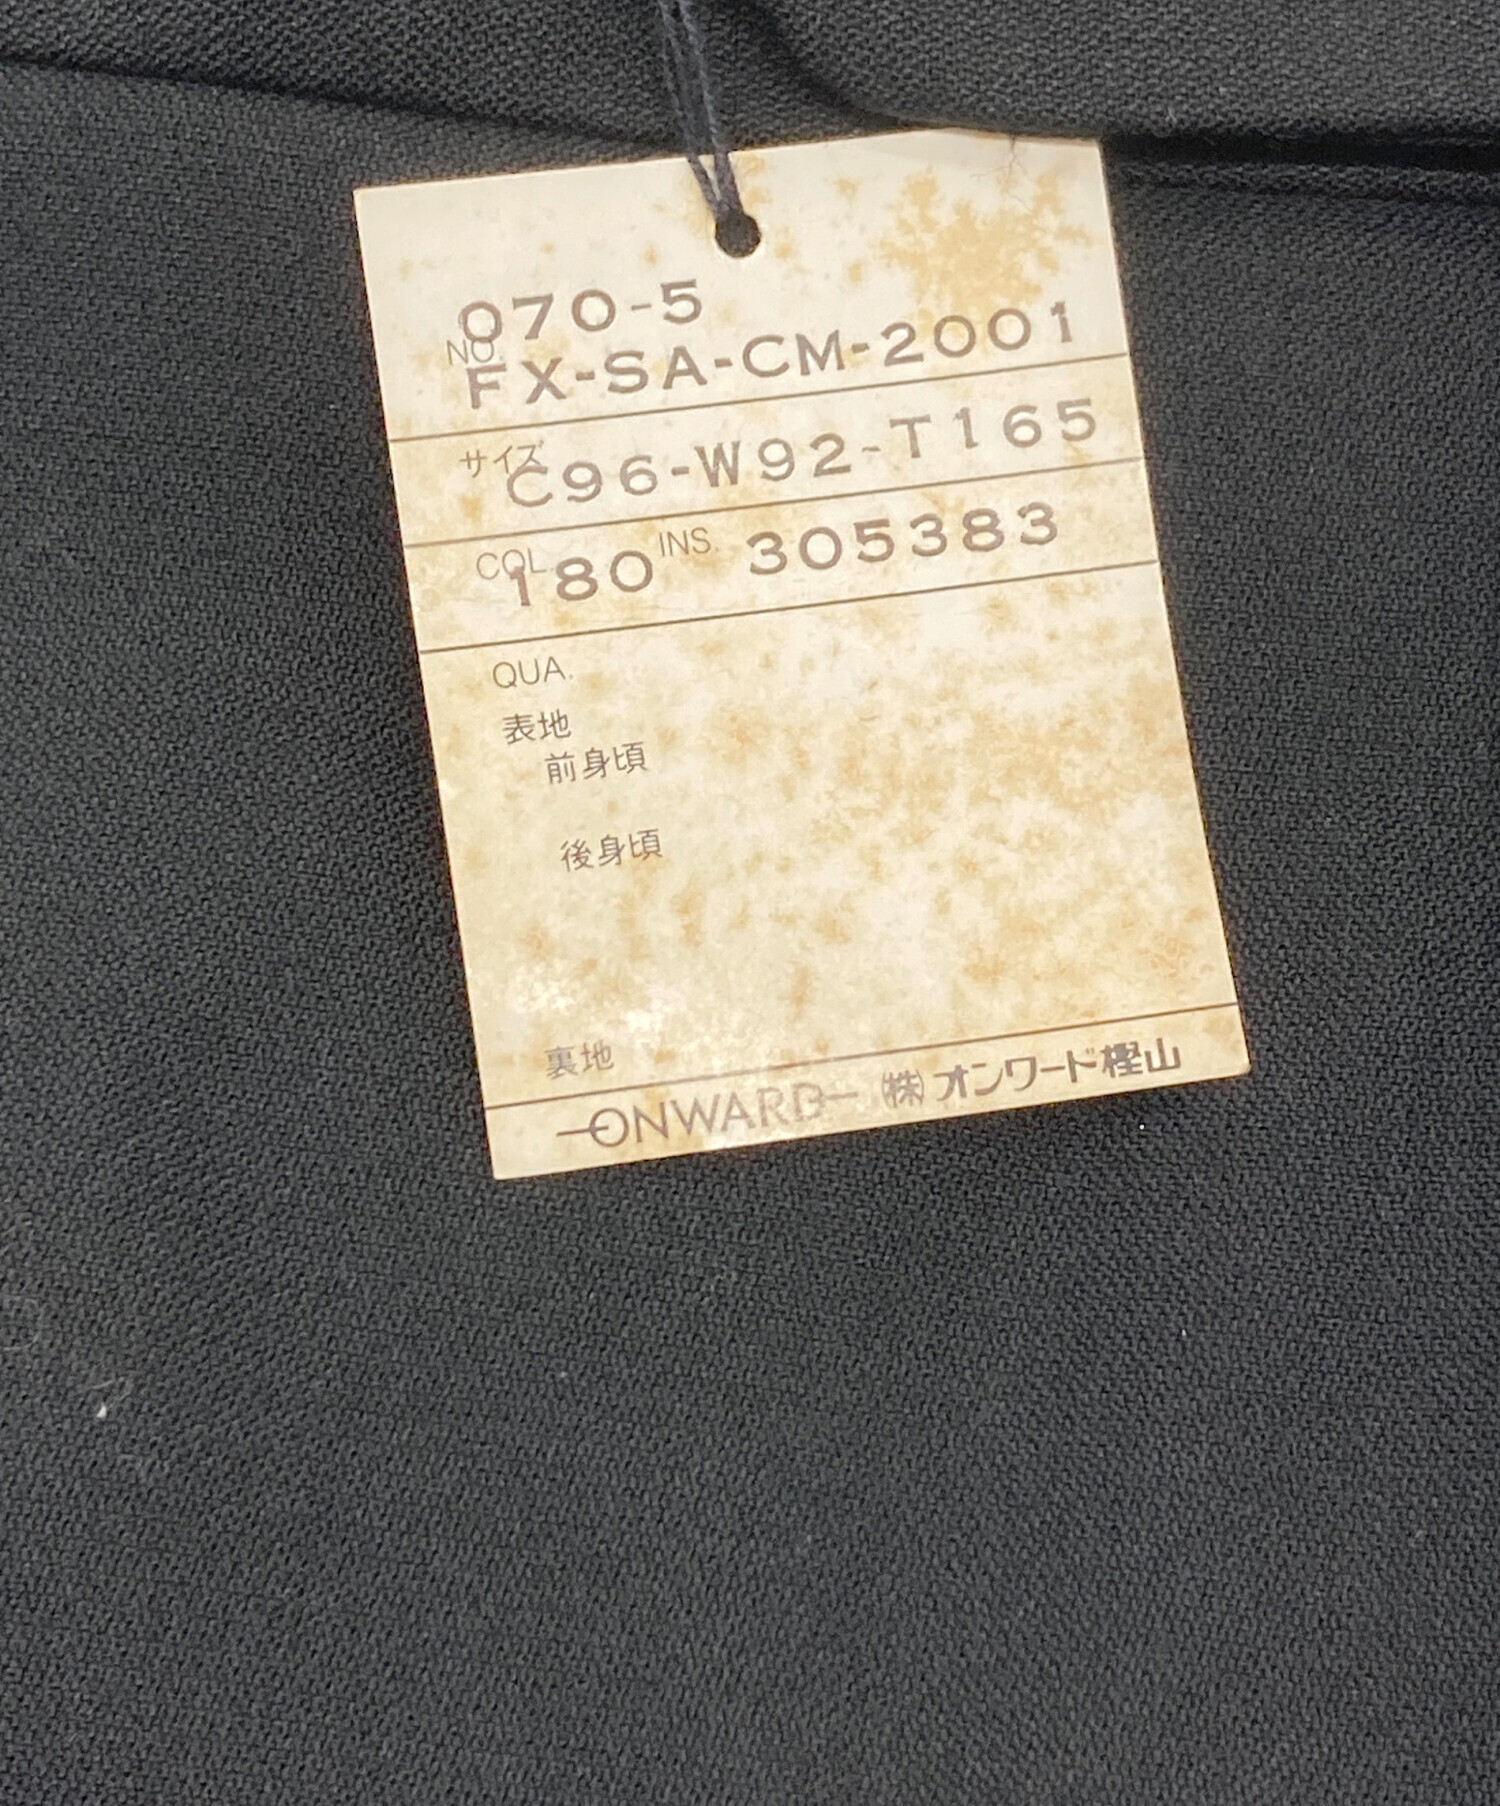 070-5
NO. FX-SA-CM-2001
サイズ C96-W92-T165
COL. 180 INS. 305383
QUA.
表地
前身頃
後身頃
裏地
ONWARD ㈱オンワード樫山